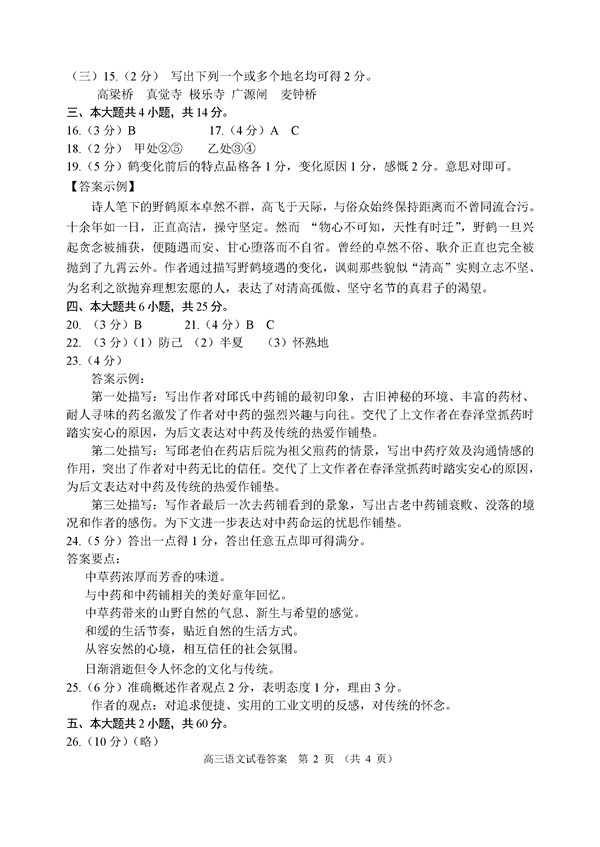 （三）15.（2 分） 写出下列一个或多个地名均可得 2 分。
高梁桥 真觉寺 极乐寺 广源闸 麦钟桥
三、本大题共 4 小题，共 14 分。
16.（3 分）B 17.（4 分）A C
18.（2 分） 甲处②⑤ 乙处③④
19.（5 分）鹤变化前后的特点品格各 1 分，变化原因 1 分，感慨 2 分。意思对即可。
【答案示例】
诗人笔下的野鹤原本卓然不群，高飞于天际，与俗众始终保持距离而不曾同流合污。
十余年如一日，正直高洁，操守坚定。然而 “物心不可知，天性有时迁”，野鹤一旦兴
起贪念被捕获，便随遇而安、甘心堕落而不自省。曾经的卓然不俗、耿介正直也完全被
抛到了九霄云外。作者通过描写野鹤境遇的变化，讽刺那些貌似“清高”实则立志不坚、
为名利之欲抛弃理想宏愿的人，表达了对清高孤傲、坚守名节的真君子的渴望。
四、本大题共 6 小题，共 25 分。
20. （3 分）B 21.（4 分）B C
22. （3 分）（1）防己 （2）半夏 （3）怀熟地
23.（4 分）
答案示例：
第一处描写：写出作者对邱氏中药铺的最初印象，古旧神秘的环境、丰富的药材、
耐人寻味的药名激发了作者对中药的强烈兴趣与向往。交代了上文作者在春泽堂抓药时
踏实安心的原因，为后文表达对中药及传统的热爱作铺垫。
第二处描写：写邱老伯在药店后院为祖父煎药的情景，写出中药疗效及沟通情感的
作用，突出了作者对中药无比的信任。交代了上文作者在春泽堂抓药时踏实安心的原因，
为后文表达对中药及传统的热爱作铺垫。
第三处描写：写作者最后一次去药铺看到的景象，写出古老中药铺衰败、没落的境
况和作者的感伤。为下文进一步表达对中药命运的忧思作铺垫。
24.（5 分）答出一点得 1 分，答出任意五点即可得满分。
答案要点：
中草药浓厚而芳香的味道。
与中药和中药铺相关的美好童年回忆。
中草药带来的山野自然的气息、新生与希望的感觉。
和缓的生活节奏，贴近自然的生活方式。
从容安然的心境，相互信任的社会氛围。
日渐消逝但令人怀念的文化与传统。
25.（6 分）准确概述作者观点 2 分，表明态度 1 分，理由 3 分。
作者的观点：对追求便捷、实用的工业文明的反感，对传统的怀念。
五、本大题共 2 小题，共 60 分。
26.（10 分）（略）
高三语文试卷答案 第 2 页 （共 4 页）